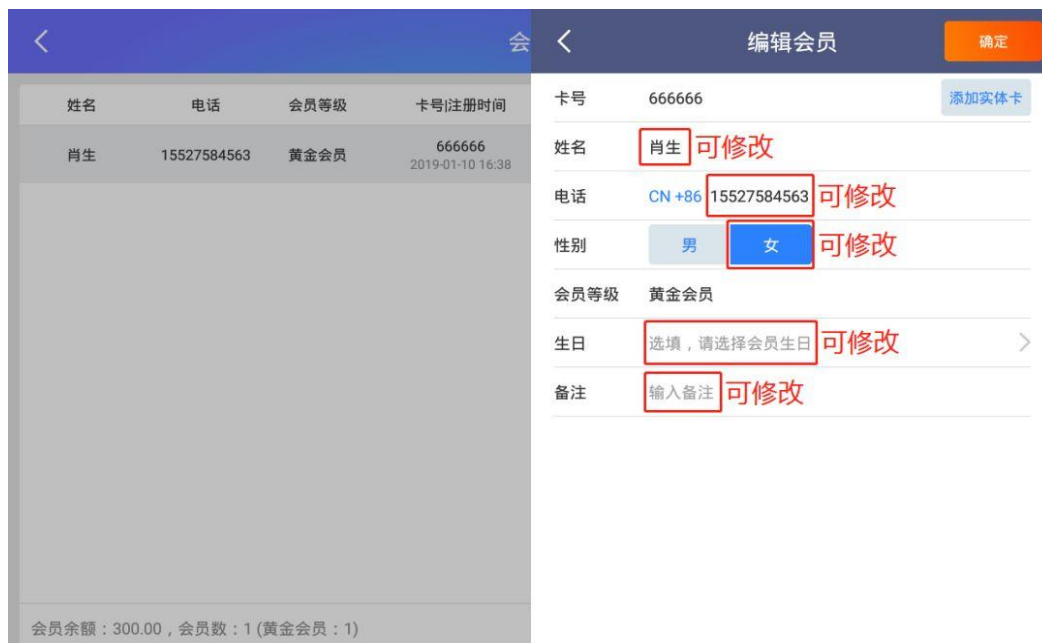 会
编辑会员
确定
姓名 电话 会员等级 卡号|注册时间
肖生 15527584563 黄金会员 666666
2019-01-10 16:38
卡号 666666 添加实体卡
姓名 肖生 可修改
电话 CN +86 15527584563 可修改
性别 男 女 可修改
会员等级 黄金会员
生日 选填，请选择会员生日 可修改
备注 输入备注 可修改
会员余额：300.00，会员数：1 (黄金会员：1)